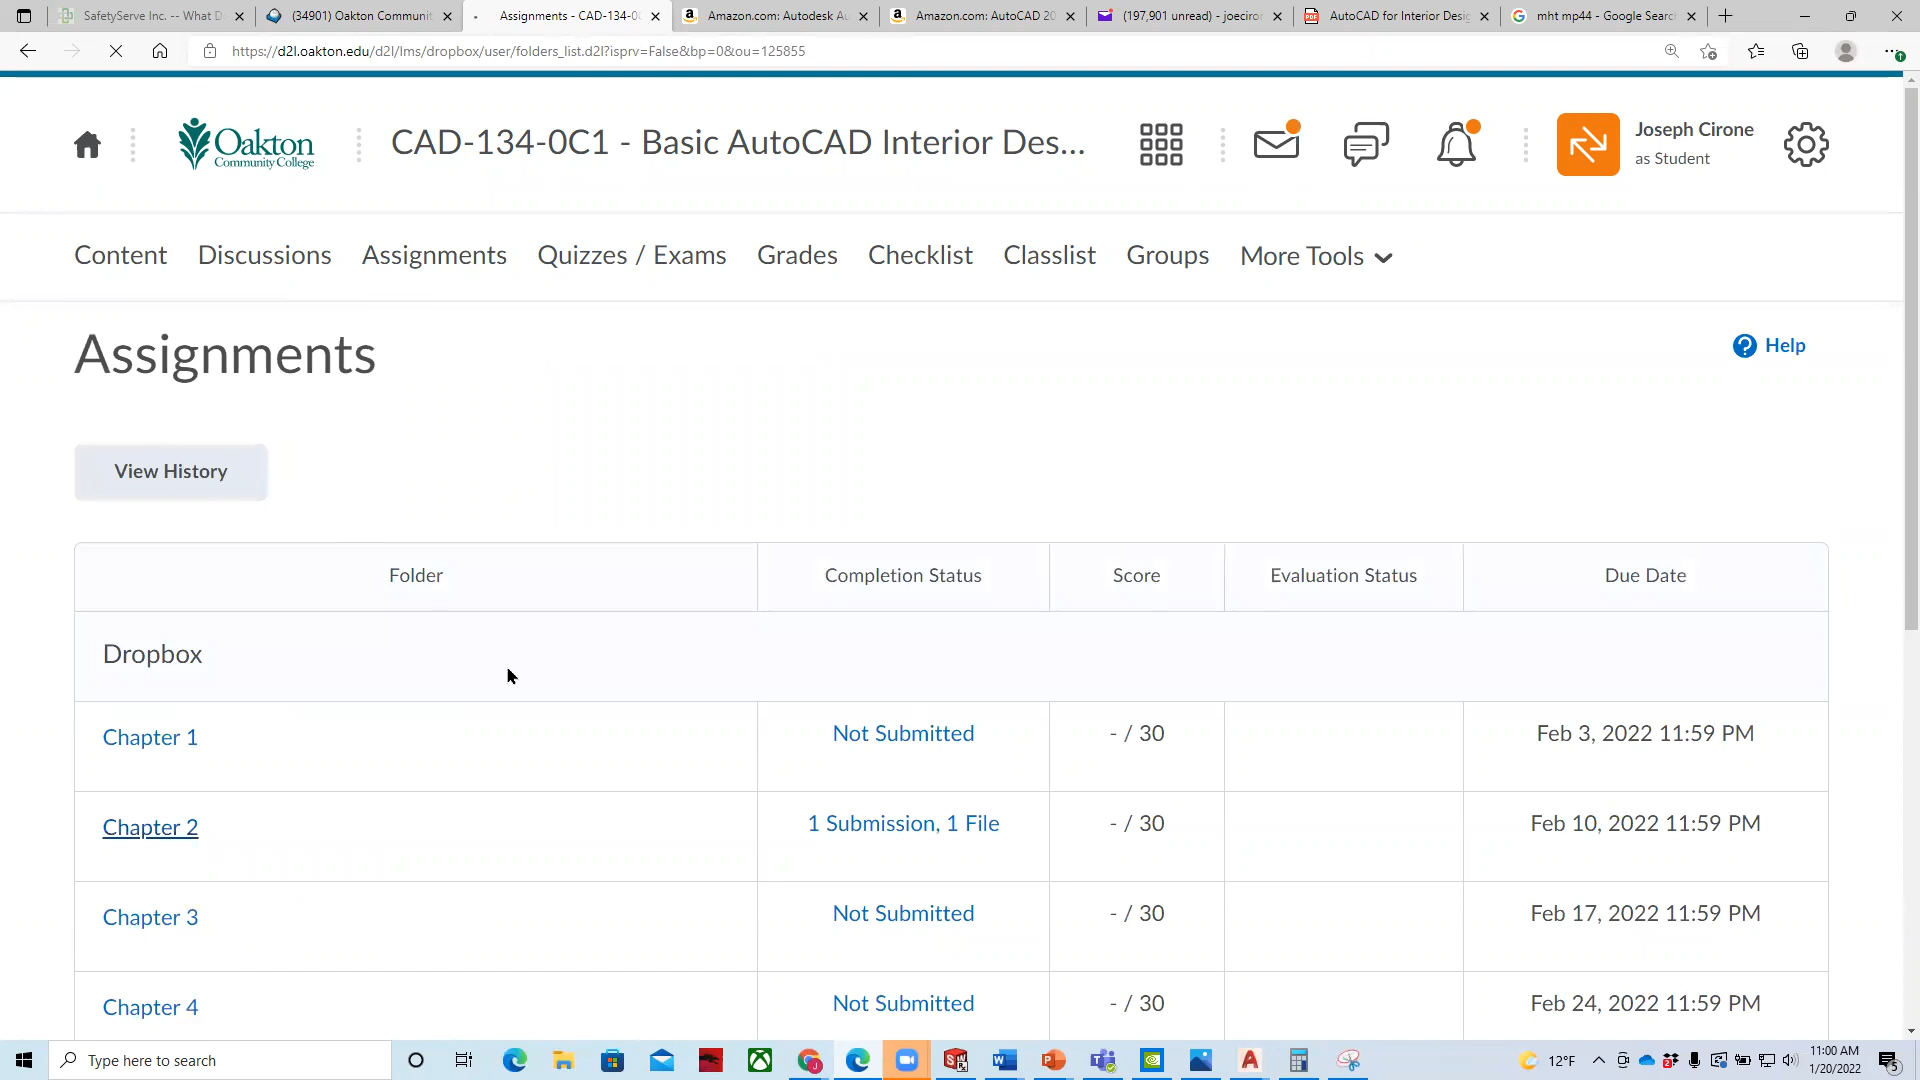 SafetyServe Inc. -- What D
(34901) Oakton Communit
Assignments - CAD-134-0C
Amazon.com: Autodesk Au
Amazon.com: AutoCAD 20
(197,901 unread) - joeciron
AutoCAD for Interior Desig
mht mp44 - Google Search
https://d2l.oakton.edu/d2l/lms/dropbox/user/folders_list.d2l?isprv=False&bp=0&ou=125855
Oakton
Community College
CAD-134-0C1 - Basic AutoCAD Interior Des...
Joseph Cirone
as Student
Content Discussions Assignments Quizzes / Exams Grades Checklist Classlist Groups More Tools
Assignments
Help
View History
Folder Completion Status Score Evaluation Status Due Date
Dropbox
Chapter 1 Not Submitted - / 30 Feb 3, 2022 11:59 PM
Chapter 2 1 Submission, 1 File - / 30 Feb 10, 2022 11:59 PM
Chapter 3 Not Submitted - / 30 Feb 17, 2022 11:59 PM
Chapter 4 Not Submitted - / 30 Feb 24, 2022 11:59 PM
Type here to search
12°F
11:00 AM
1/20/2022
5